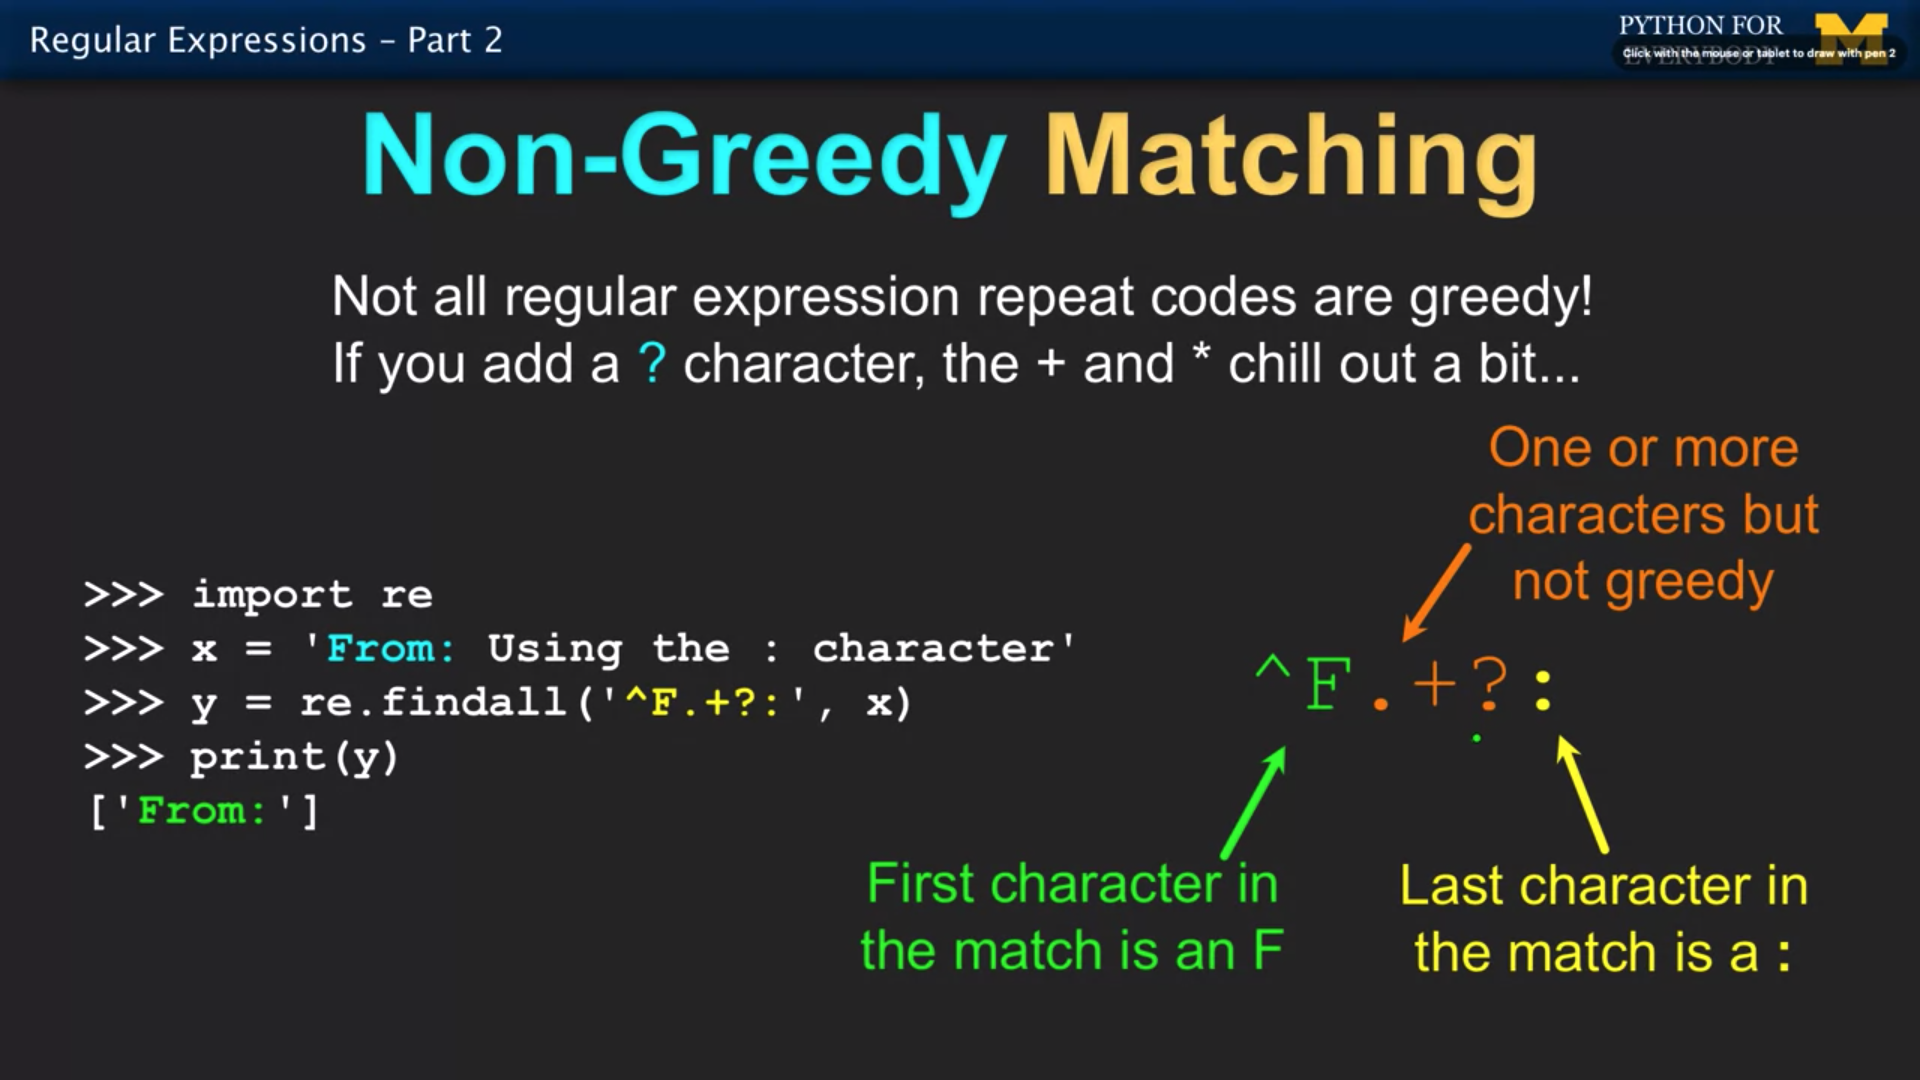 Regular Expressions – Part 2
PYTHON FOR
EVERYBODY
Click with the mouse or tablet to draw with pen 2
Non-Greedy Matching
Not all regular expression repeat codes are greedy!
If you add a ? character, the + and * chill out a bit...
One or more
characters but
not greedy
>>> import re
>>> x = 'From: Using the : character'
>>> y = re.findall('^F.+?:', x)
>>> print(y)
['From:']
^F.+?:
First character in
the match is an F
Last character in
the match is a :